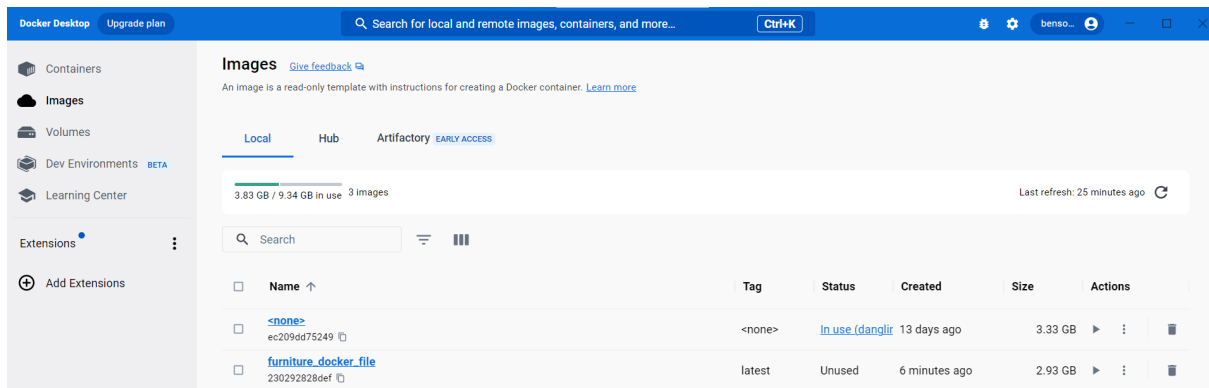 Docker Desktop Upgrade plan Search for local and remote images, containers, and more... Ctrl+K benso...
Containers
Images
Volumes
Dev Environments BETA
Learning Center
Extensions
Add Extensions
Images Give feedback
An image is a read-only template with instructions for creating a Docker container. Learn more
Local Hub Artifactory EARLY ACCESS
3.83 GB / 9.34 GB in use 3 images Last refresh: 25 minutes ago
Search
Name Tag Status Created Size Actions
<none> <none> In use (danglin 13 days ago 3.33 GB
ec209dd75249
furniture_docker_file latest Unused 6 minutes ago 2.93 GB
230292828def